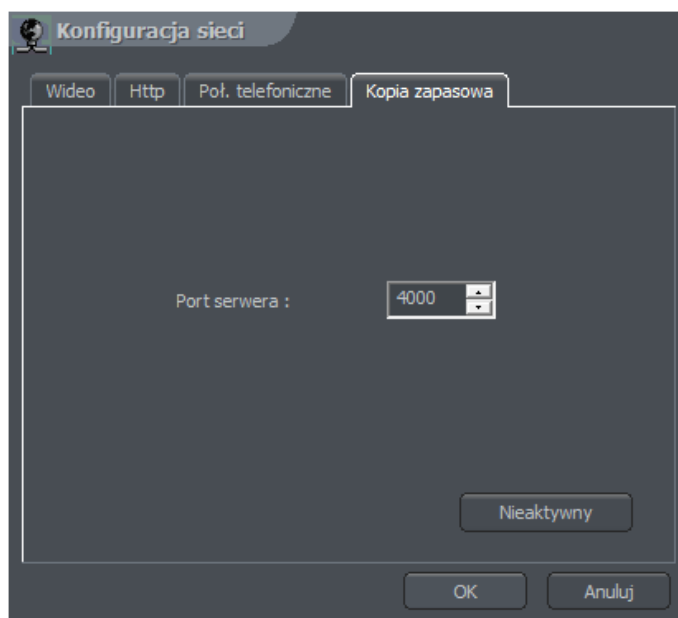 Konfiguracja sieci
Wideo Http Poł. telefoniczne Kopia zapasowa
Port serwera : 4000
Nieaktywny
OK Anuluj